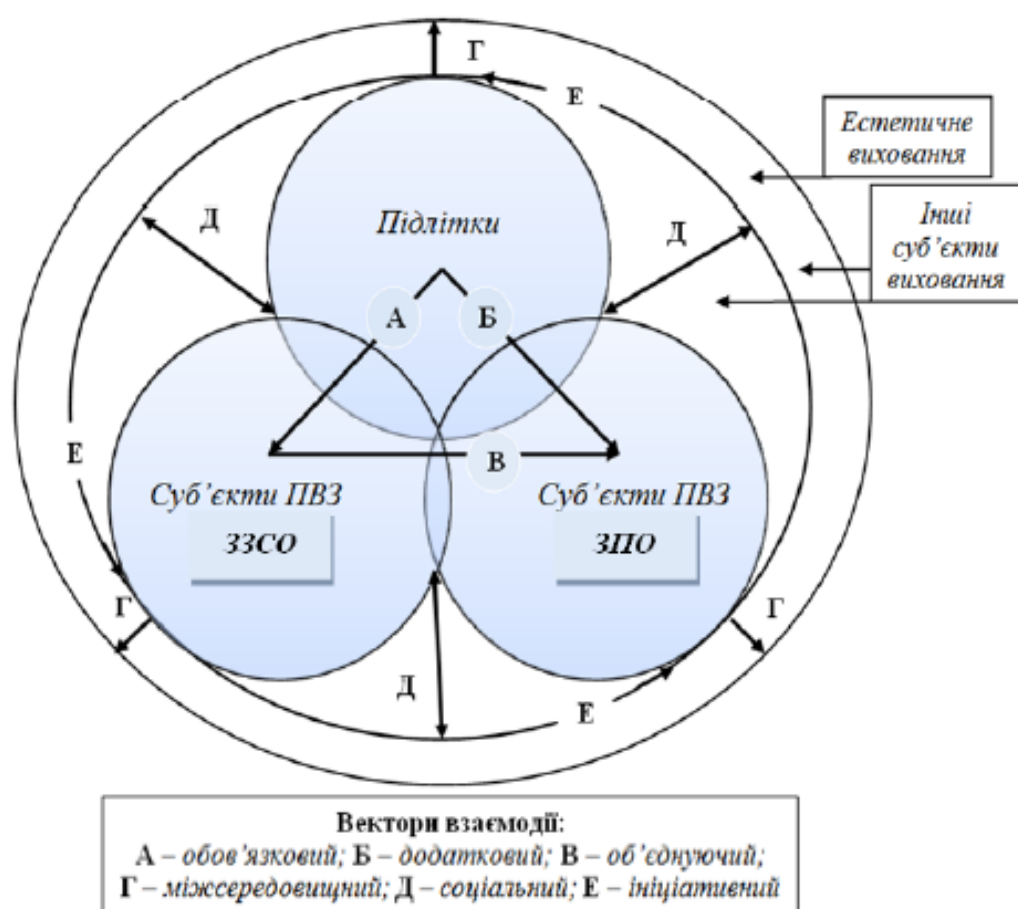 Г
Е
Естетичне
виховання
Д
Підлітки
Д
Інші
суб’єкти
виховання
А
Б
Е
В
Суб’єкти ПВЗ
ЗЗСО
Суб’єкти ПВЗ
ЗПО
Г
Г
Д
Е
Вектори взаємодії:
А – обов’язковий; Б – додатковий; В – об’єднуючий;
Г – міжсередовищний; Д – соціальний; Е – ініціативний